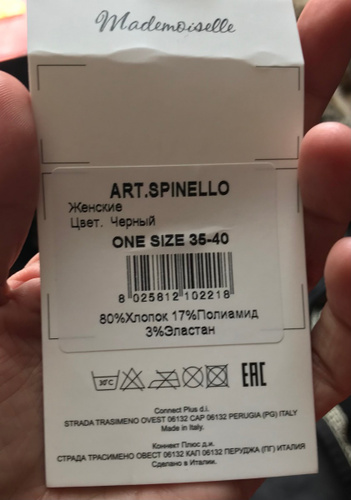 Mademoiselle
ART.SPINELLO
Женские
Цвет. Черный
ONE SIZE 35-40
8 025812 102218
80%Хлопок 17%Полиамид
3%Эластан
30°C
EAC
Connect Plus d.i.
STRADA TRASIMENO OVEST 06132 CAP 06132 PERUGIA (PG) ITALY
Made in Italy.
Коннект Плюс д.и.
СТРАДА ТРАСИМЕНО ОВЕСТ 06132 КАП 06132 ПЕРУДЖА (ПГ) ИТАЛИЯ
Сделано в Италии.